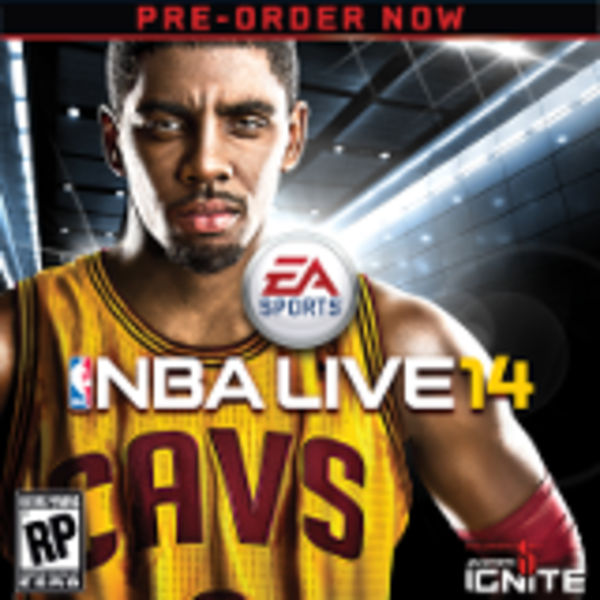 PRE-ORDER NOW
EA
SPORTS
NBA LIVE 14
CAVS
RP
IGNITE